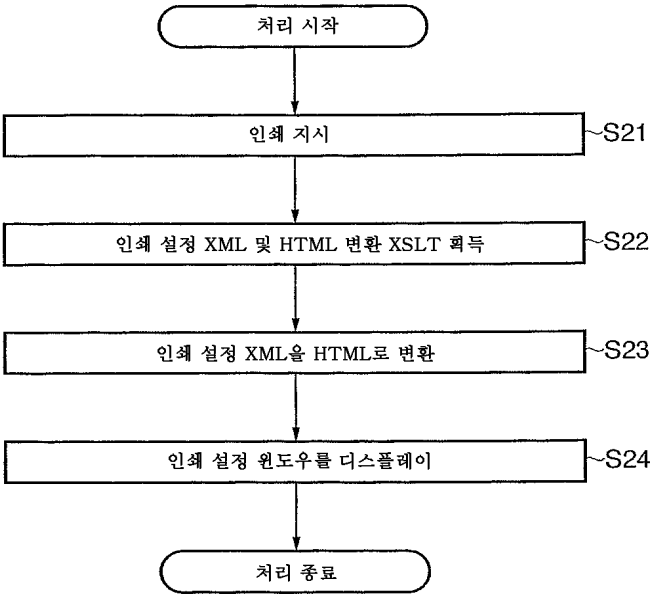 처리 시작
인쇄 지시 S21
인쇄 설정 XML 및 HTML 변환 XSLT 획득 S22
인쇄 설정 XML을 HTML로 변환 S23
인쇄 설정 윈도우를 디스플레이 S24
처리 종료